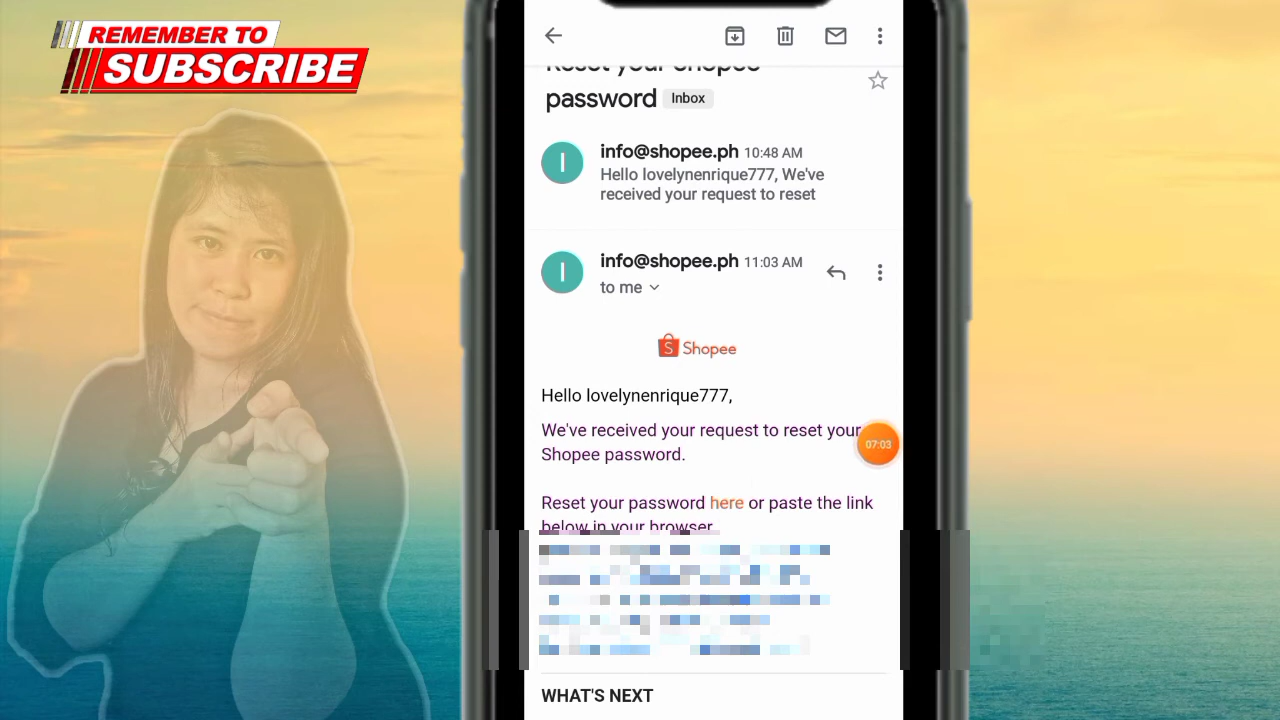 REMEMBER TO
SUBSCRIBE
Reset your Shopee
password Inbox
I
info@shopee.ph 10:48 AM
Hello lovelynenrique777, We've
received your request to reset
I
info@shopee.ph 11:03 AM
to me
S Shopee
Hello lovelynenrique777,
We've received your request to reset your
Shopee password.
07:03
Reset your password here or paste the link
below in your browser
WHAT'S NEXT